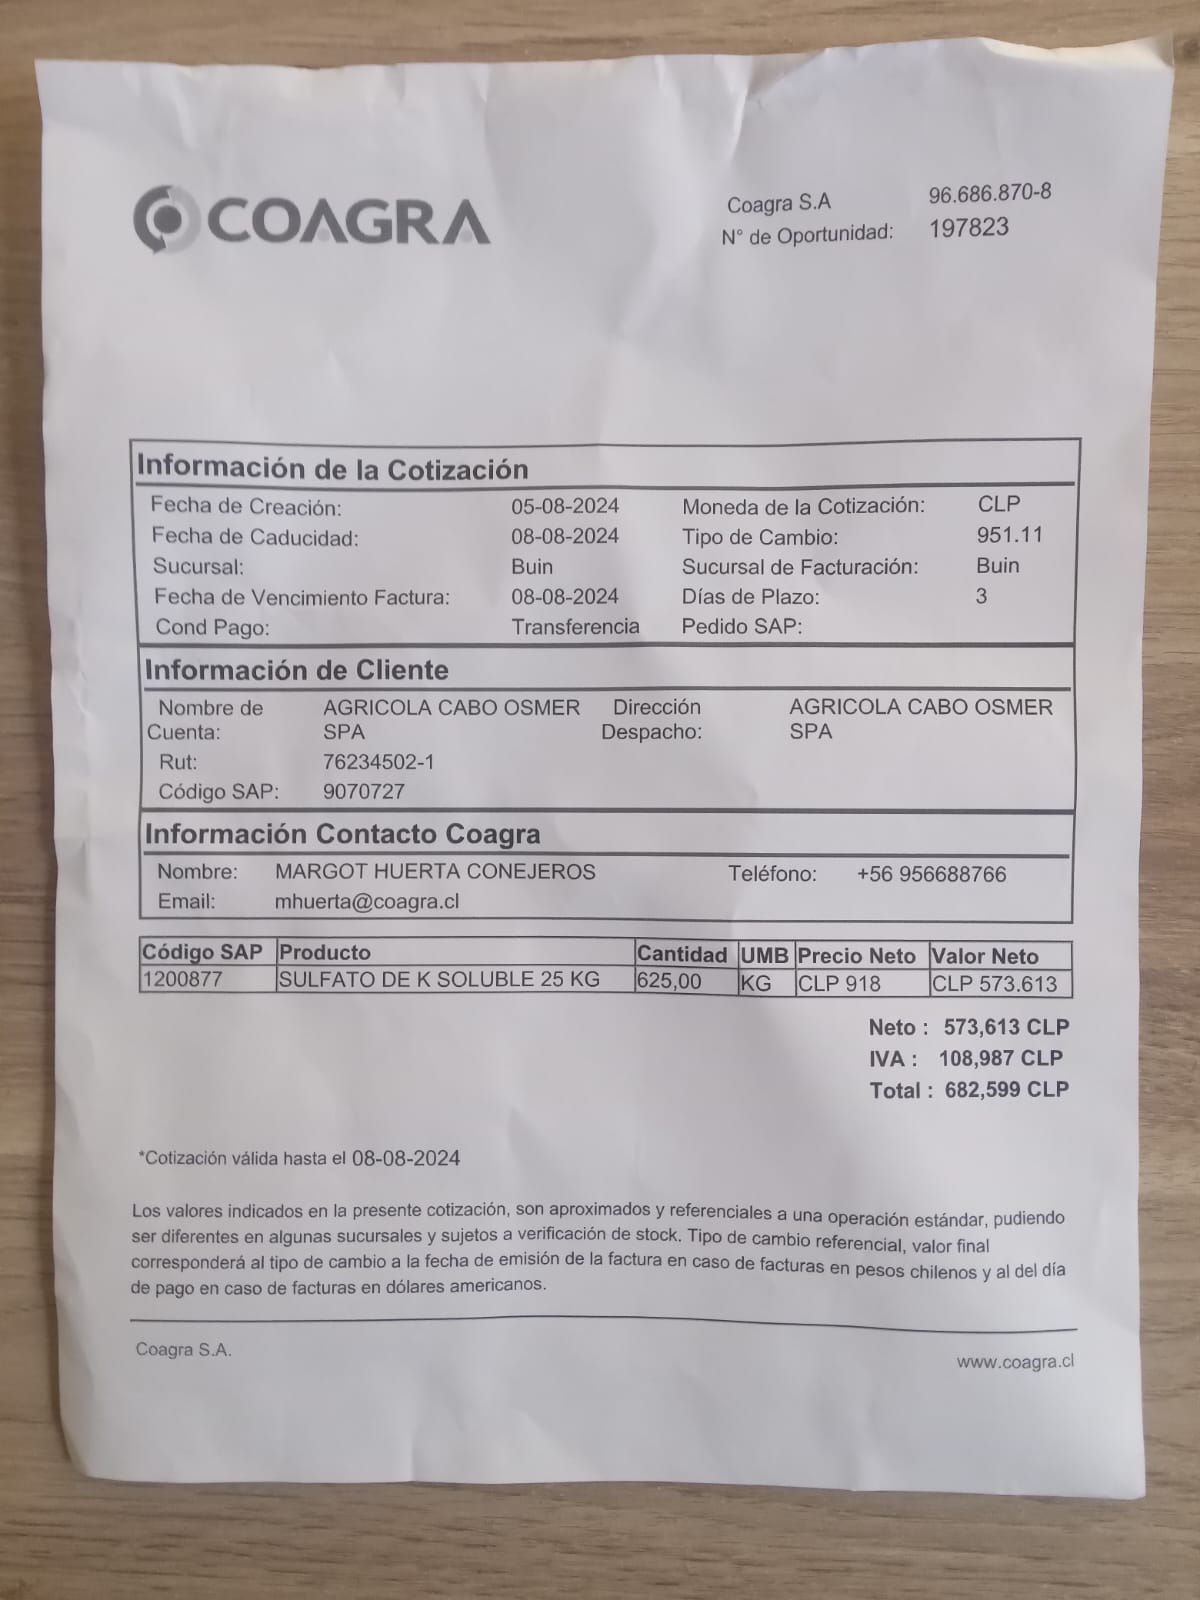 COAGRA
Coagra S.A 96.686.870-8
N° de Oportunidad: 197823
Información de la Cotización
Fecha de Creación: 05-08-2024 Moneda de la Cotización: CLP
Fecha de Caducidad: 08-08-2024 Tipo de Cambio: 951.11
Sucursal: Buin Sucursal de Facturación: Buin
Fecha de Vencimiento Factura: 08-08-2024 Días de Plazo: 3
Cond Pago: Transferencia Pedido SAP:
Información de Cliente
Nombre de AGRICOLA CABO OSMER Dirección AGRICOLA CABO OSMER
Cuenta: SPA Despacho: SPA
Rut: 76234502-1
Código SAP: 9070727
Información Contacto Coagra
Nombre: MARGOT HUERTA CONEJEROS Teléfono: +56 956688766
Email: mhuerta@coagra.cl
Código SAP Producto Cantidad UMB Precio Neto Valor Neto
1200877 SULFATO DE K SOLUBLE 25 KG 625,00 KG CLP 918 CLP 573.613
Neto : 573,613 CLP
IVA : 108,987 CLP
Total : 682,599 CLP
*Cotización válida hasta el 08-08-2024
Los valores indicados en la presente cotización, son aproximados y referenciales a una operación estándar, pudiendo
ser diferentes en algunas sucursales y sujetos a verificación de stock. Tipo de cambio referencial, valor final
corresponderá al tipo de cambio a la fecha de emisión de la factura en caso de facturas en pesos chilenos y al del día
de pago en caso de facturas en dólares americanos.
Coagra S.A.
www.coagra.cl